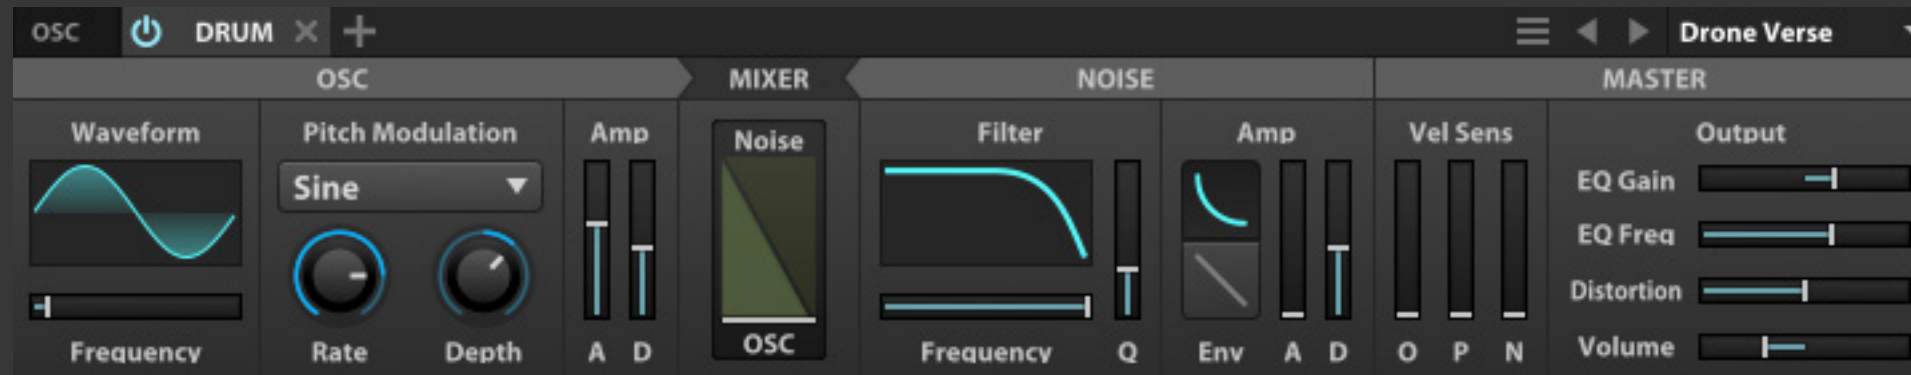 OSC DRUM Drone Verse
OSC MIXER NOISE MASTER
Waveform Pitch Modulation Amp Noise Filter Amp Vel Sens Output
Sine
EQ Gain
EQ Freq
Distortion
Frequency Rate Depth A D OSC Frequency Q Env A D O P N Volume